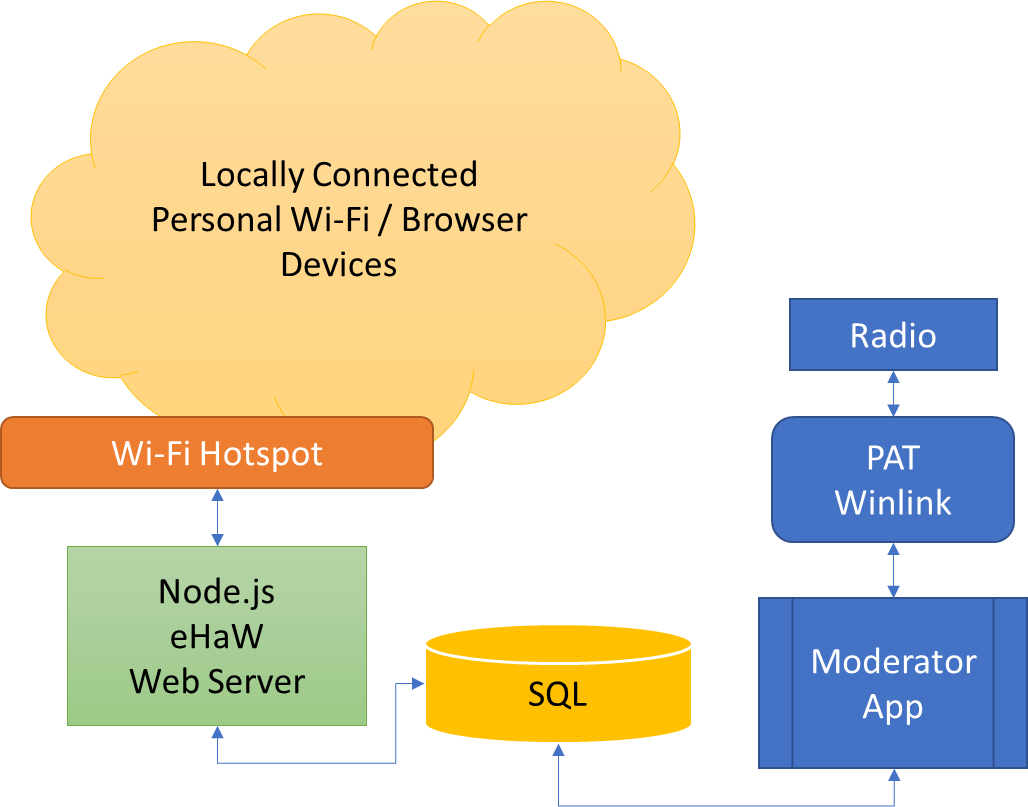 Locally Connected
Personal Wi-Fi / Browser
Devices
Radio
Wi-Fi Hotspot
PAT
Winlink
Node.js
eHaW
Web Server
SQL
Moderator
App